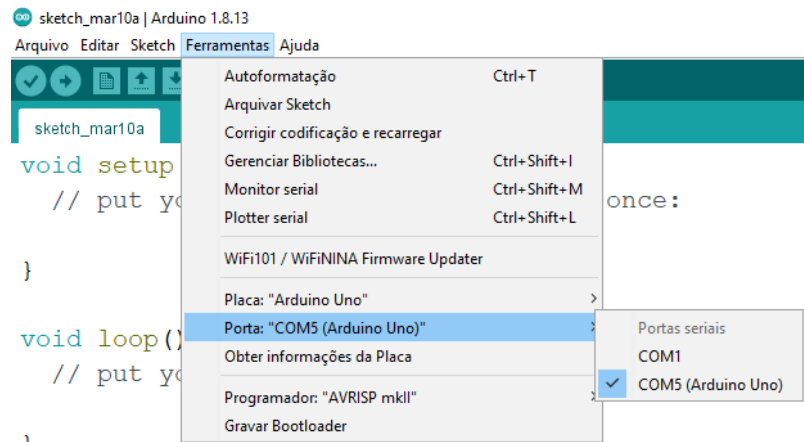 sketch_mar10a | Arduino 1.8.13
Arquivo Editar Sketch Ferramentas Ajuda
sketch_mar10a
void setup
// put yo
once:
}
void loop()
// put yo
}
Autoformatação Ctrl+T
Arquivar Sketch
Corrigir codificação e recarregar
Gerenciar Bibliotecas... Ctrl+Shift+I
Monitor serial Ctrl+Shift+M
Plotter serial Ctrl+Shift+L
WiFi101 / WiFiNINA Firmware Updater
Placa: "Arduino Uno"
Porta: "COM5 (Arduino Uno)"
Obter informações da Placa
Programador: "AVRISP mkII"
Gravar Bootloader
Portas seriais
COM1
COM5 (Arduino Uno)